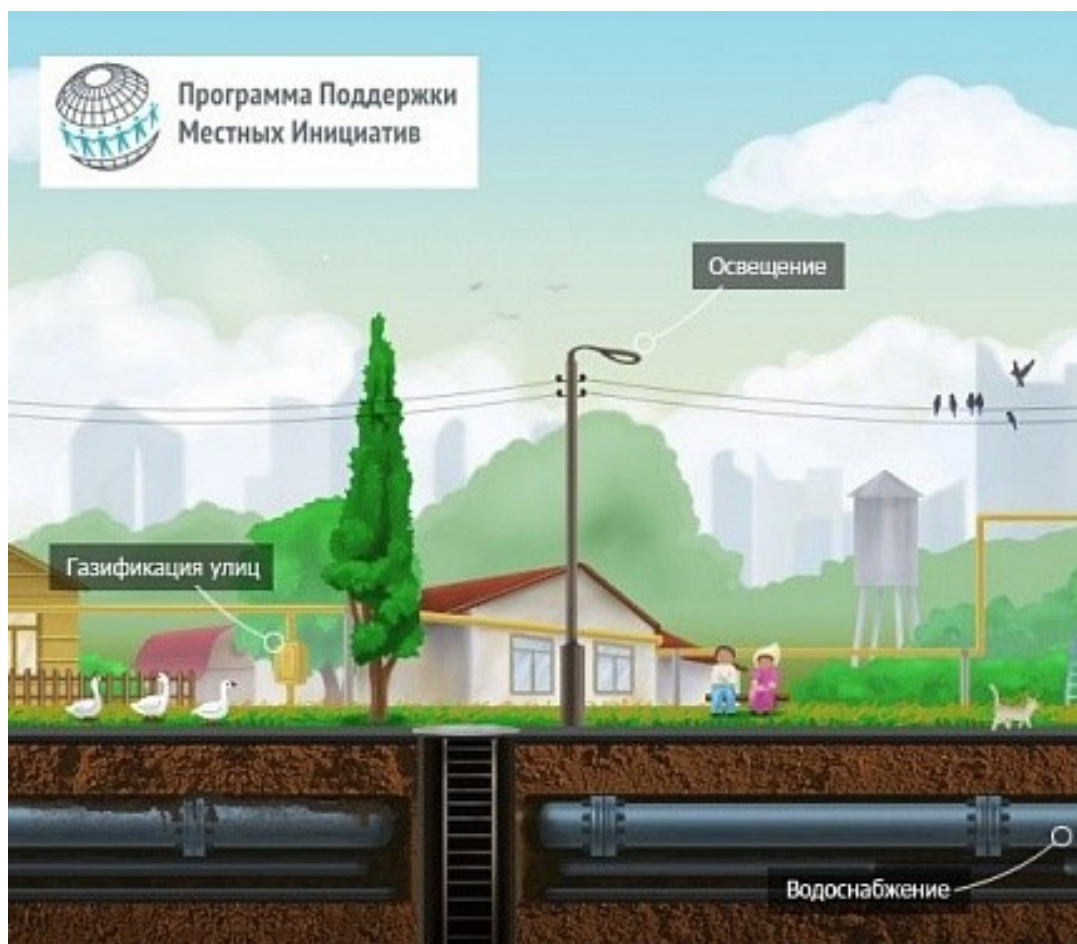 Программа Поддержки
Местных Инициатив
Освещение
Газификация улиц
Водоснабжение